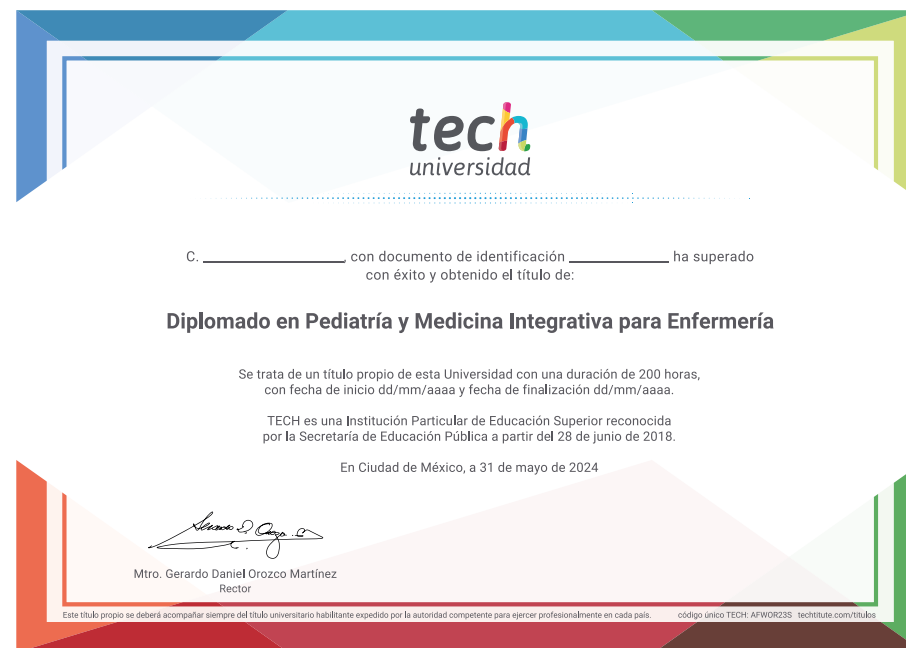 tech
universidad
C. ____________________, con documento de identificación ______________ ha superado
con éxito y obtenido el título de:
Diplomado en Pediatría y Medicina Integrativa para Enfermería
Se trata de un título propio de esta Universidad con una duración de 200 horas,
con fecha de inicio dd/mm/aaaa y fecha de finalización dd/mm/aaaa.
TECH es una Institución Particular de Educación Superior reconocida
por la Secretaría de Educación Pública a partir del 28 de junio de 2018.
En Ciudad de México, a 31 de mayo de 2024
Mtro. Gerardo Daniel Orozco Martínez
Rector
Este título propio se deberá acompañar siempre del título universitario habilitante expedido por la autoridad competente para ejercer profesionalmente en cada país. código único TECH: AFWOR23S techtitute.com/titulos